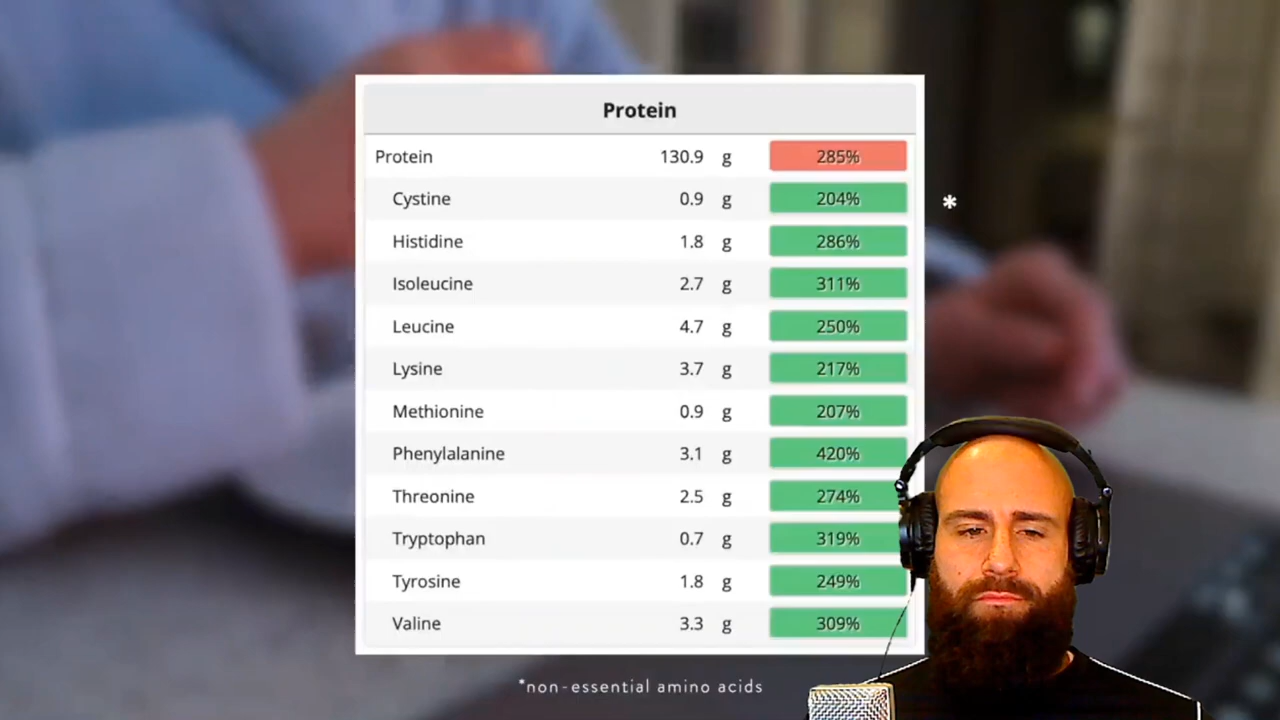 Protein
Protein 130.9 g 285%
Cystine 0.9 g 204% *
Histidine 1.8 g 286%
Isoleucine 2.7 g 311%
Leucine 4.7 g 250%
Lysine 3.7 g 217%
Methionine 0.9 g 207%
Phenylalanine 3.1 g 420%
Threonine 2.5 g 274%
Tryptophan 0.7 g 319%
Tyrosine 1.8 g 249%
Valine 3.3 g 309%
*non-essential amino acids